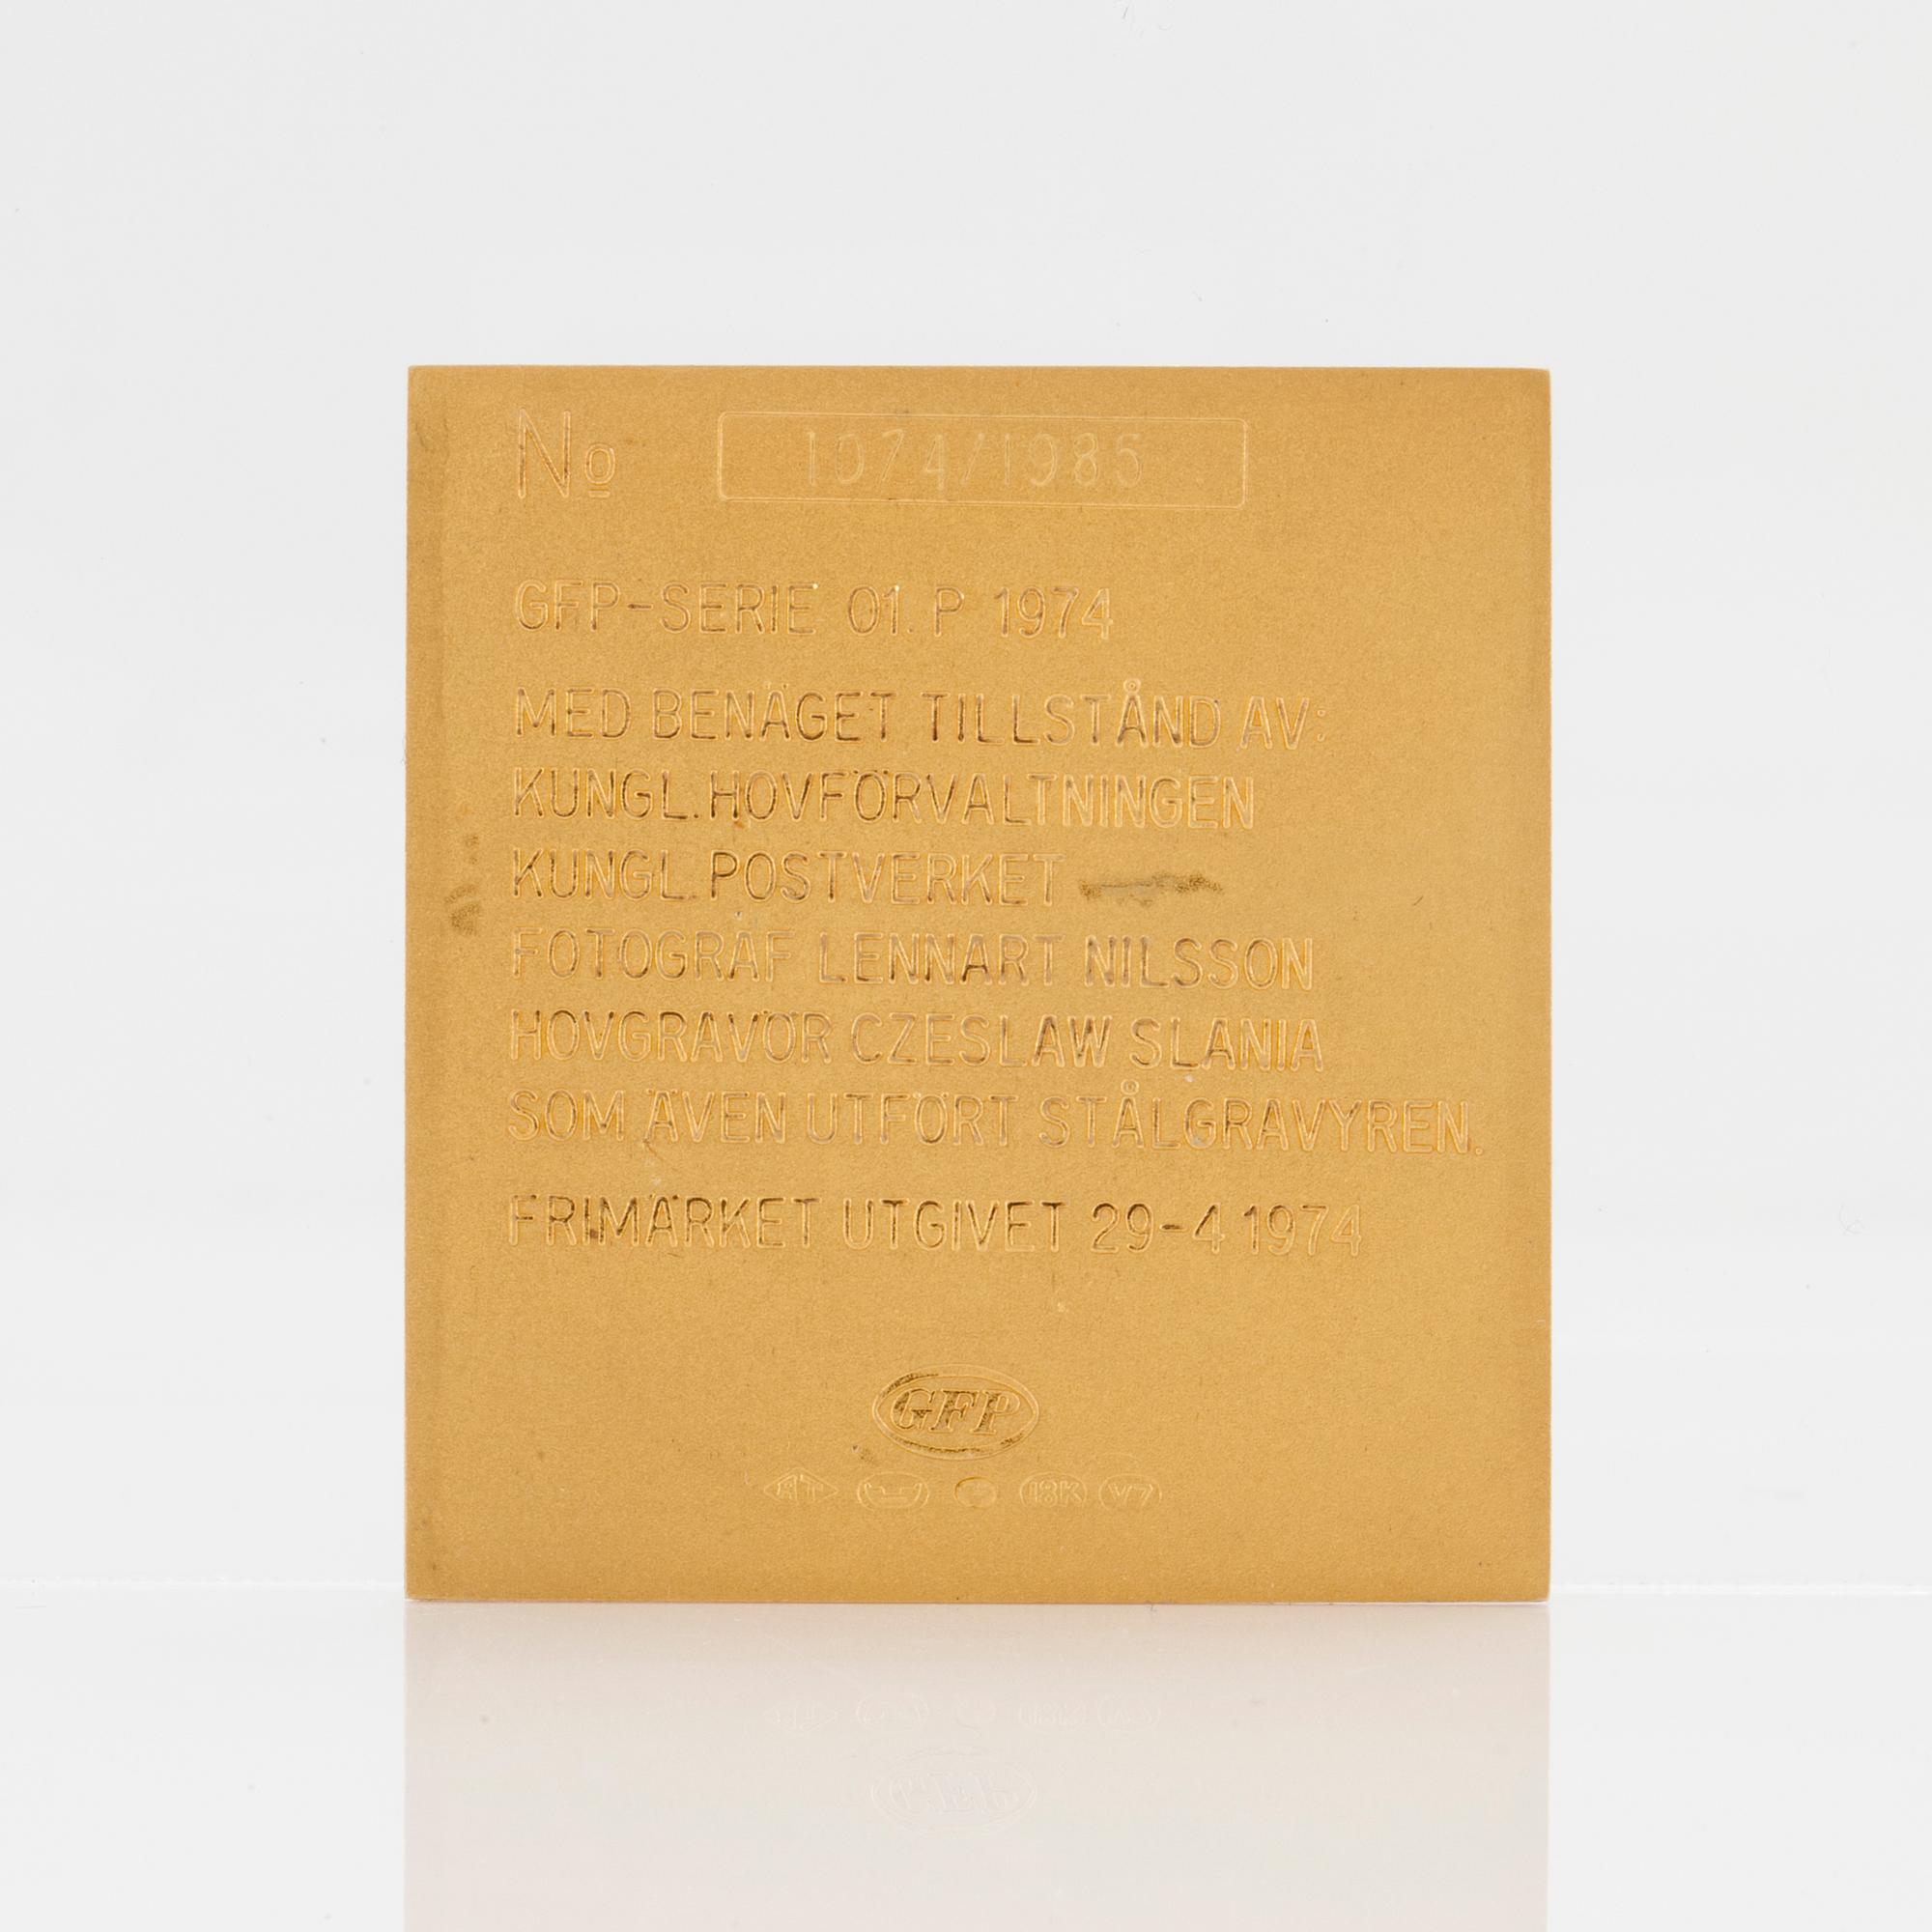 No 1074/1985
GFP-SERIE 01. P 1974
MED BENÄGET TILLSTÅND AV:
KUNGL. HOVFÖRVALTNINGEN
KUNGL. POSTVERKET
FOTOGRAF LENNART NILSSON
HOVGRAVÖR CZESLAW SLANIA
SOM ÄVEN UTFÖRT STÅLGRAVYREN.
FRIMÄRKET UTGIVET 29-4 1974
GFP
18K